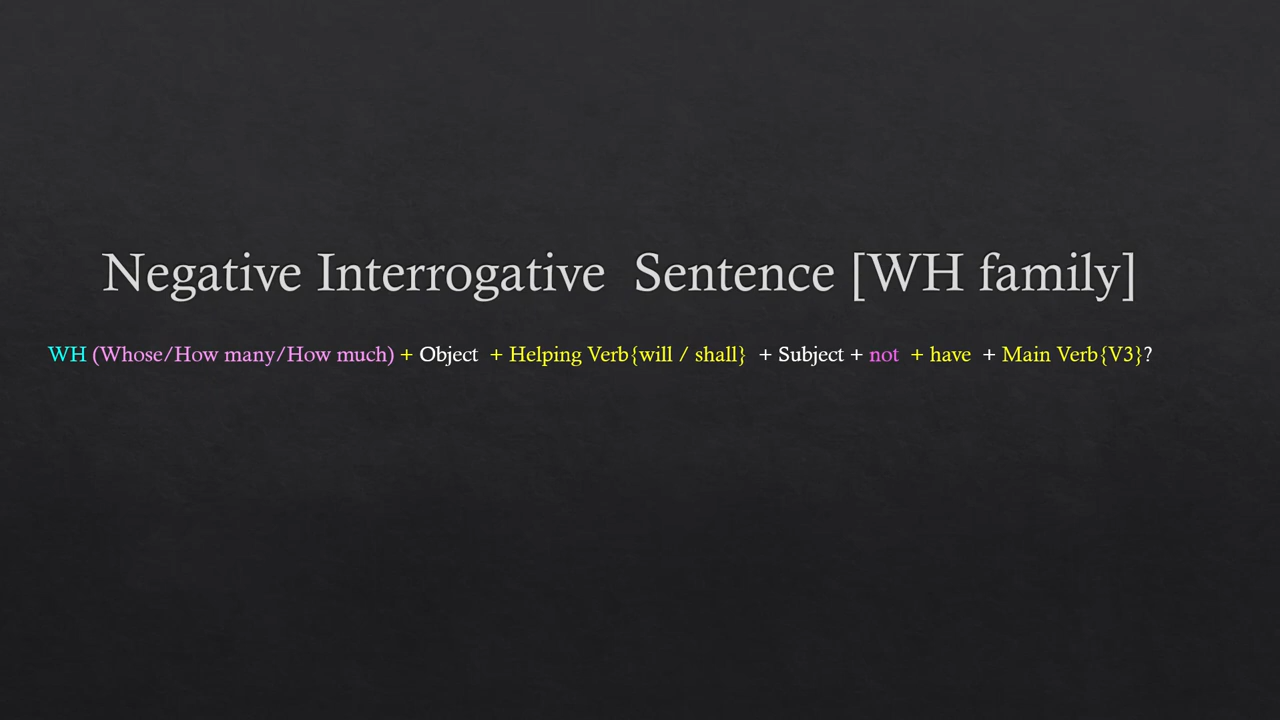 Negative Interrogative  Sentence [WH family]
WH (Whose/How many/How much) + Object  + Helping Verb{will / shall}  + Subject + not  + have  + Main Verb{V3}?